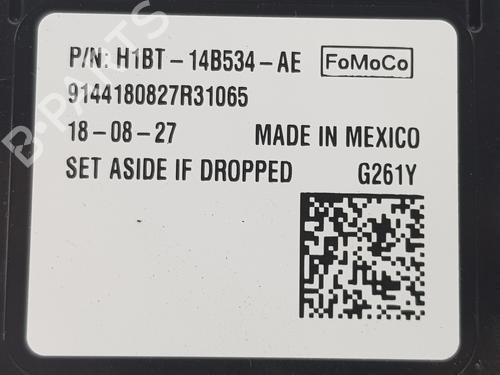 P/N: H1BT-14B534-AE FoMoCo
9144180827R31065
18-08-27 MADE IN MEXICO
SET ASIDE IF DROPPED G261Y
B-PARTS